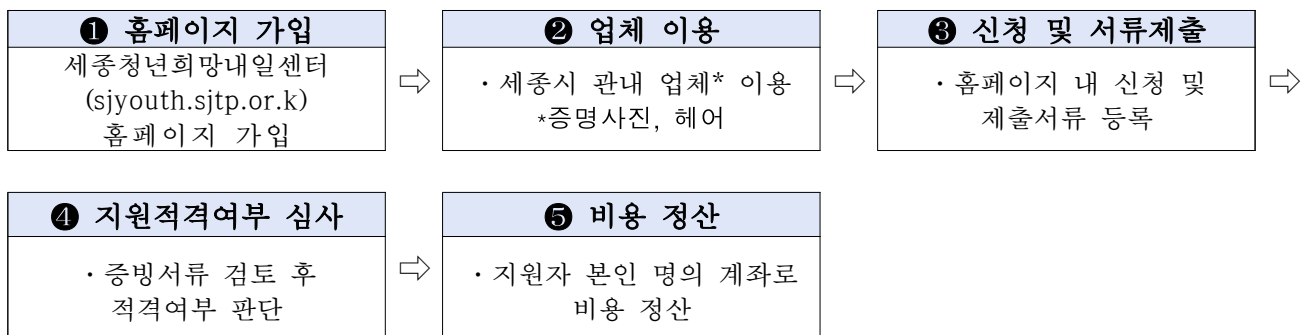 ❶ 홈페이지 가입
세종청년희망내일센터
(sjyouth.sjtp.or.k)
홈페이지 가입
⇨
❷ 업체 이용
· 세종시 관내 업체* 이용
*증명사진, 헤어
⇨
❸ 신청 및 서류제출
· 홈페이지 내 신청 및
제출서류 등록
⇨
❹ 지원적격여부 심사
· 증빙서류 검토 후
적격여부 판단
⇨
❺ 비용 정산
· 지원자 본인 명의 계좌로
비용 정산